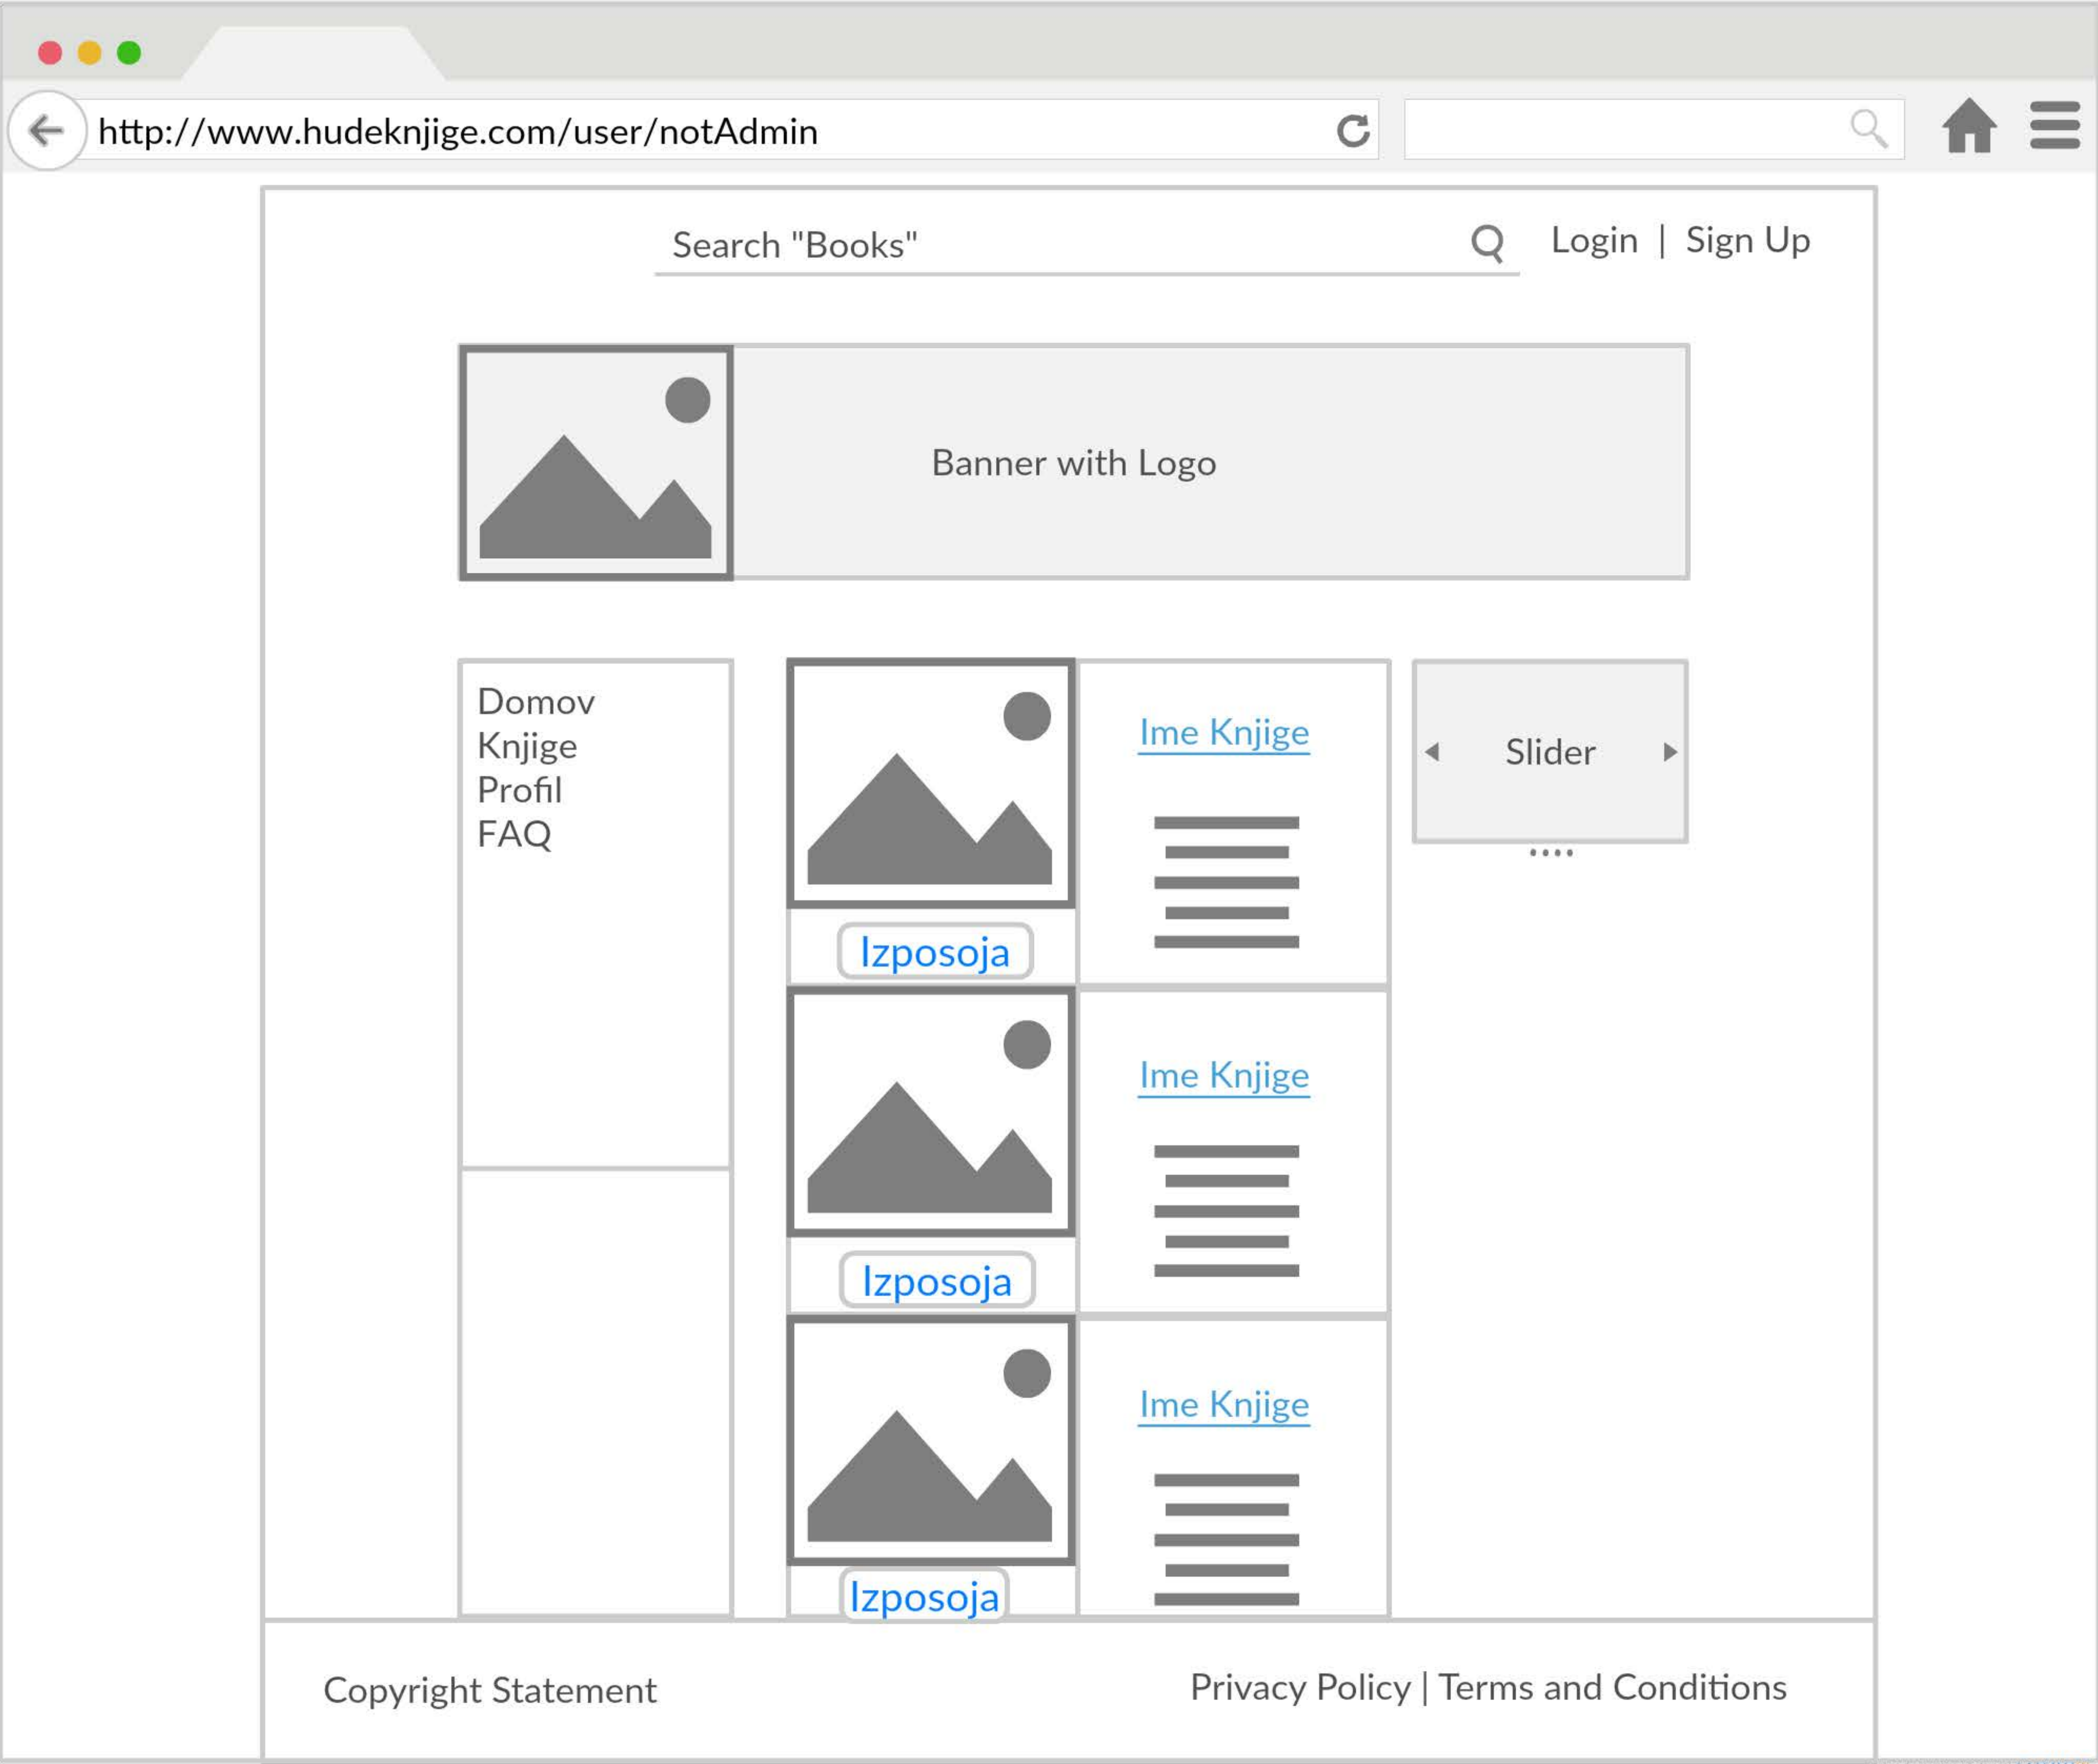 http://www.hudeknjige.com/user/notAdmin
Search "Books"
Login | Sign Up
Banner with Logo
Domov
Knjige
Profil
FAQ
Ime Knjige
Izposoja
Slider
Ime Knjige
Izposoja
Ime Knjige
Izposoja
Copyright Statement
Privacy Policy | Terms and Conditions